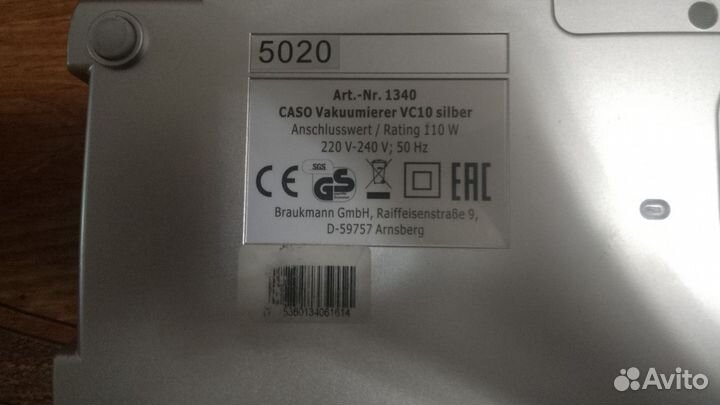 5020
Art.-Nr. 1340
CASO Vakuumierer VC10 silber
Anschlusswert / Rating 110 W
220 V-240 V; 50 Hz
CE SGS GS EAC
Braukmann GmbH, Raiffeisenstraße 9,
D-59757 Arnsberg
5360134061614
Avito